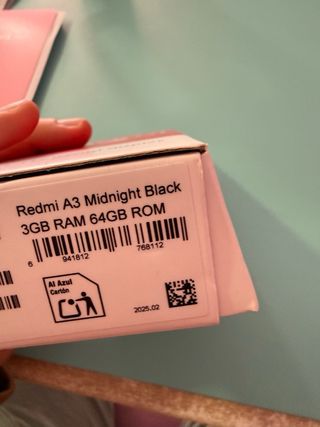 Redmi A3 Midnight Black
3GB RAM 64GB ROM
6 941812 768112
Al Azul
Cartón
2025.02